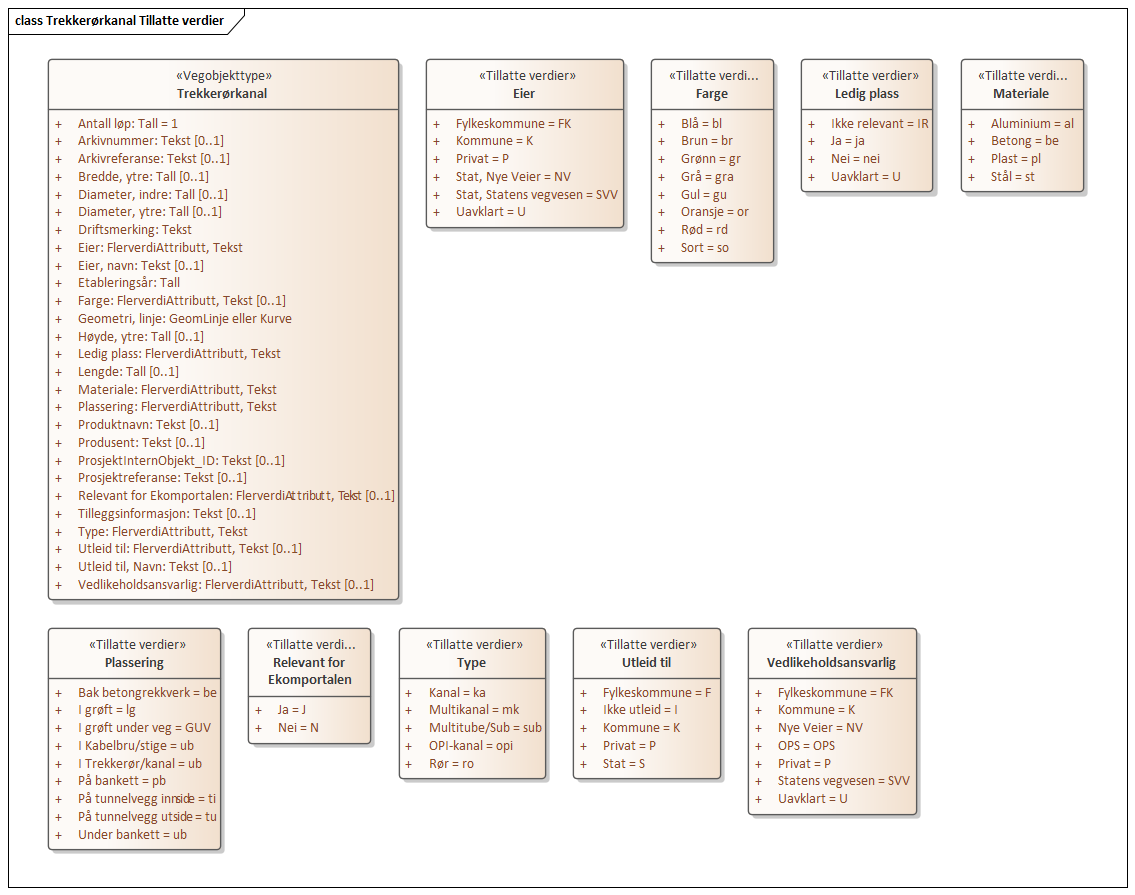 class Trekkerørkanal Tillatte verdier
«Vegobjekttype»
Trekkerørkanal
+ Antall løp: Tall = 1
+ Arkivnummer: Tekst [0..1]
+ Arkivreferanse: Tekst [0..1]
+ Bredde, ytre: Tall [0..1]
+ Diameter, indre: Tall [0..1]
+ Diameter, ytre: Tall [0..1]
+ Driftsmerking: Tekst
+ Eier: FlerverdiAttributt, Tekst
+ Eier, navn: Tekst [0..1]
+ Etableringsår: Tall
+ Farge: FlerverdiAttributt, Tekst [0..1]
+ Geometri, linje: GeomLinje eller Kurve
+ Høyde, ytre: Tall [0..1]
+ Ledig plass: FlerverdiAttributt, Tekst
+ Lengde: Tall [0..1]
+ Materiale: FlerverdiAttributt, Tekst
+ Plassering: FlerverdiAttributt, Tekst
+ Produktnavn: Tekst [0..1]
+ Produsent: Tekst [0..1]
+ ProsjektInternObjekt_ID: Tekst [0..1]
+ Prosjektreferanse: Tekst [0..1]
+ Relevant for Ekomportalen: FlerverdiAttributt, Tekst [0..1]
+ Tilleggsinformasjon: Tekst [0..1]
+ Type: FlerverdiAttributt, Tekst
+ Utleid til: FlerverdiAttributt, Tekst [0..1]
+ Utleid til, Navn: Tekst [0..1]
+ Vedlikeholdsansvarlig: FlerverdiAttributt, Tekst [0..1]
«Tillatte verdier»
Eier
+ Fylkeskommune = FK
+ Kommune = K
+ Privat = P
+ Stat, Nye Veier = NV
+ Stat, Statens vegvesen = SVV
+ Uavklart = U
«Tillatte verdi...
Farge
+ Blå = bl
+ Brun = br
+ Grønn = gr
+ Grå = gra
+ Gul = gu
+ Oransje = or
+ Rød = rd
+ Sort = so
«Tillatte verdier»
Ledig plass
+ Ikke relevant = IR
+ Ja = ja
+ Nei = nei
+ Uavklart = U
«Tillatte verdi...
Materiale
+ Aluminium = al
+ Betong = be
+ Plast = pl
+ Stål = st
«Tillatte verdier»
Plassering
+ Bak betongrekkverk = be
+ I grøft = lg
+ I grøft under veg = GUV
+ I Kabelbru/stige = ub
+ I Trekkerør/kanal = ub
+ På bankett = pb
+ På tunnelvegg innside = ti
+ På tunnelvegg utside = tu
+ Under bankett = ub
«Tillatte verdi...
Relevant for
Ekomportalen
+ Ja = J
+ Nei = N
«Tillatte verdier»
Type
+ Kanal = ka
+ Multikanal = mk
+ Multitube/Sub = sub
+ OPI-kanal = opi
+ Rør = ro
«Tillatte verdier»
Utleid til
+ Fylkeskommune = F
+ Ikke utleid = I
+ Kommune = K
+ Privat = P
+ Stat = S
«Tillatte verdier»
Vedlikeholdsansvarlig
+ Fylkeskommune = FK
+ Kommune = K
+ Nye Veier = NV
+ OPS = OPS
+ Privat = P
+ Statens vegvesen = SVV
+ Uavklart = U